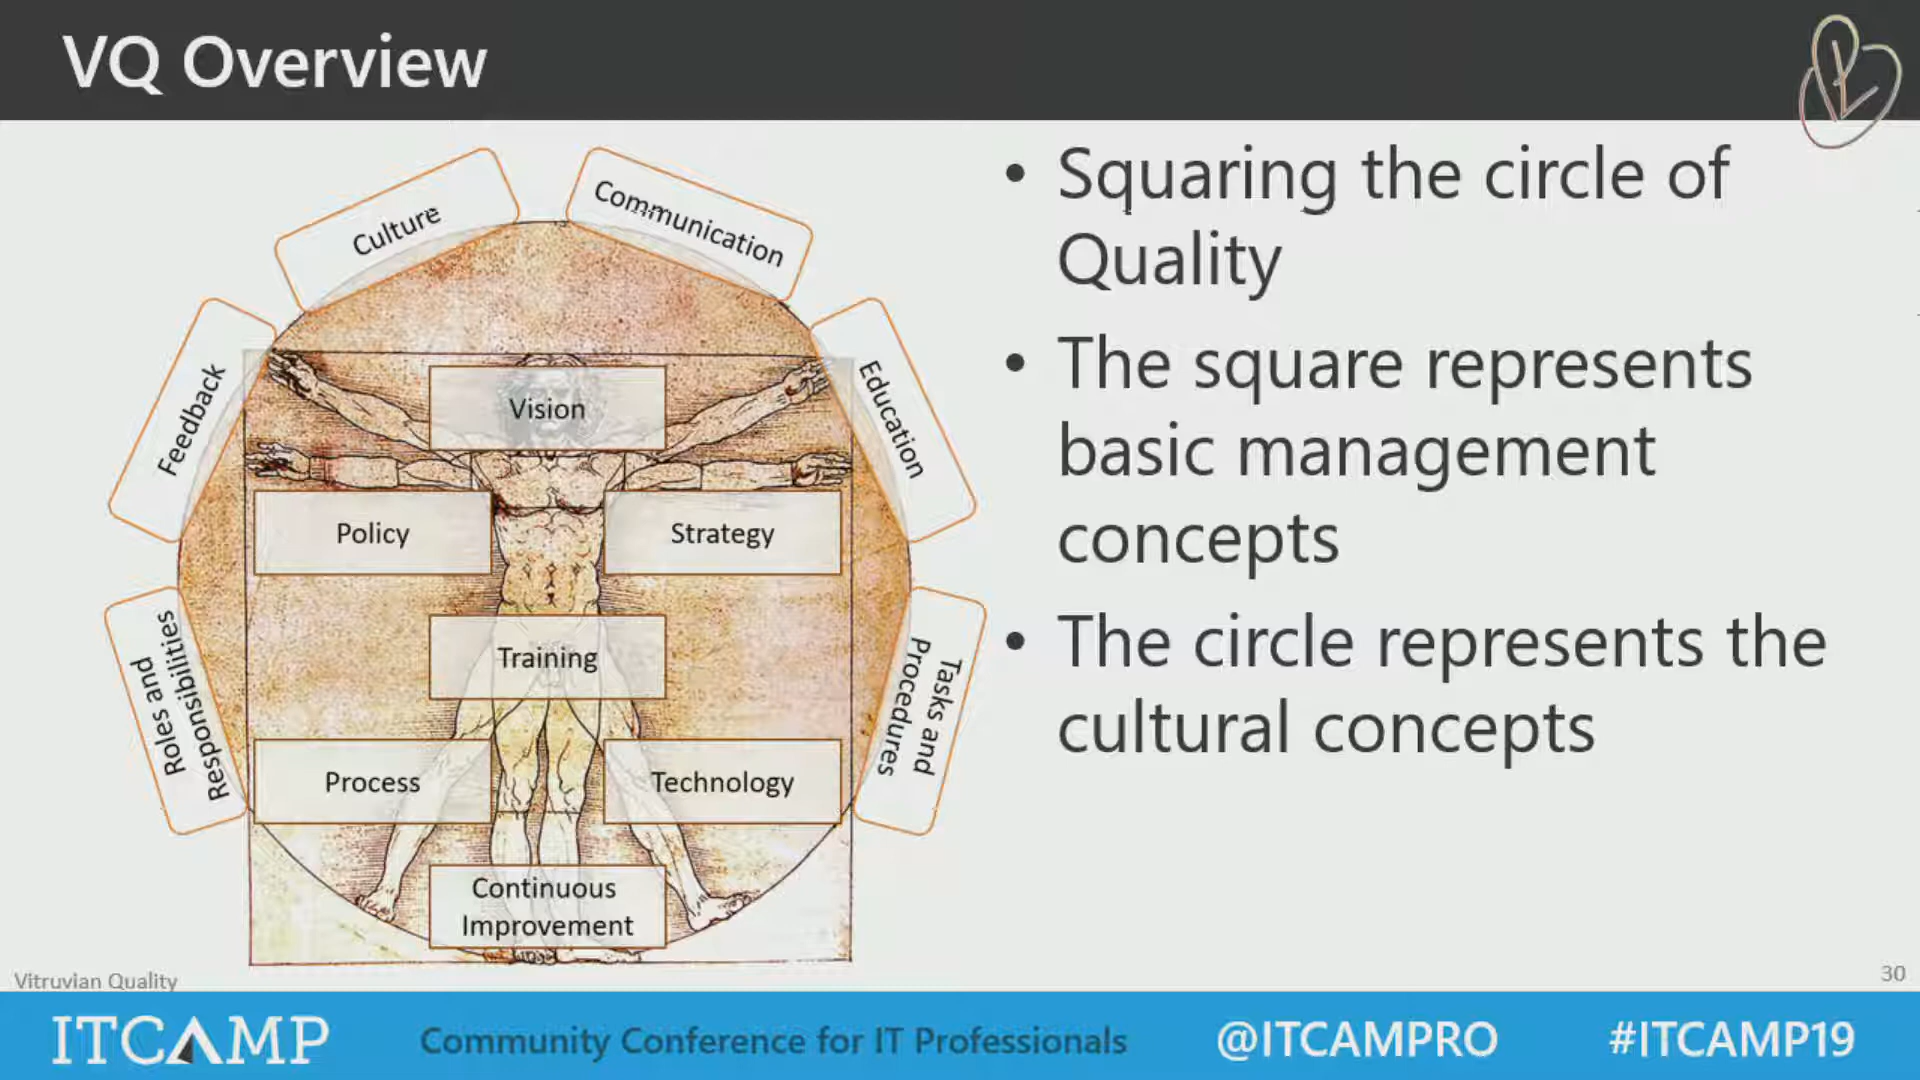 VQ Overview
Culture
Communication
Feedback
Education
Roles and
Responsibilities
Tasks and
Procedures
Vision
Policy
Strategy
Training
Process
Technology
Continuous
Improvement
• Squaring the circle of
Quality
• The square represents
basic management
concepts
• The circle represents the
cultural concepts
Vitruvian Quality
30
ITCAMP
Community Conference for IT Professionals
@ITCAMPRO
#ITCAMP19